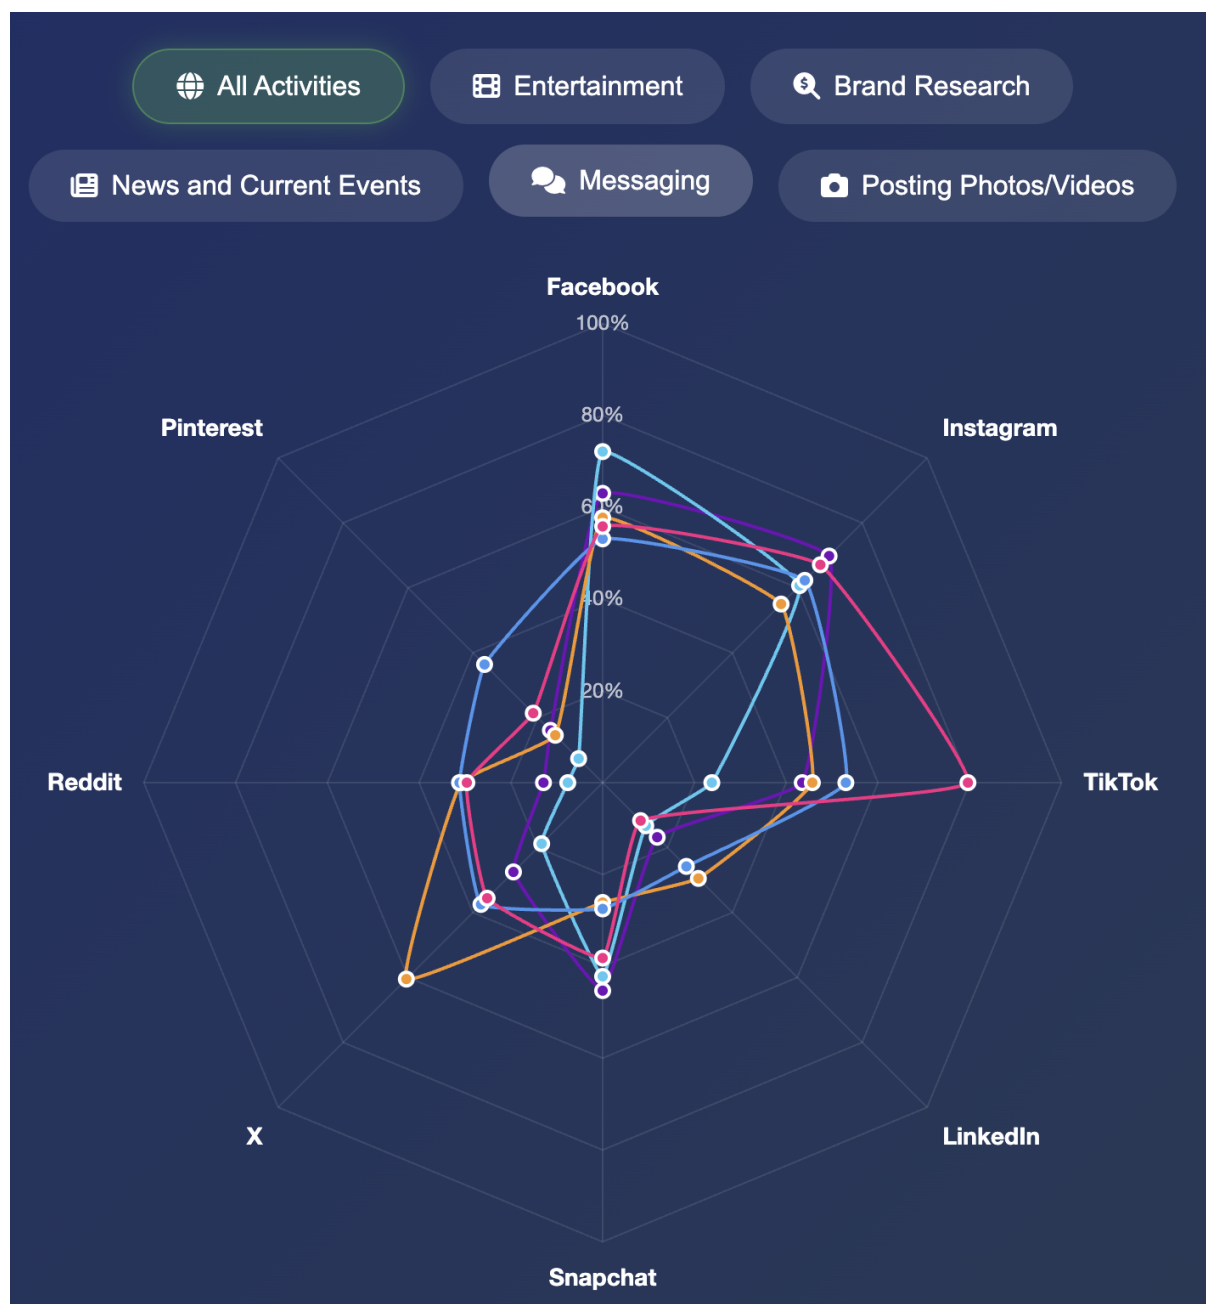 All Activities
Entertainment
Brand Research
News and Current Events
Messaging
Posting Photos/Videos
Facebook
100%
80%
Pinterest
Instagram
60%
40%
20%
Reddit
TikTok
X
LinkedIn
Snapchat